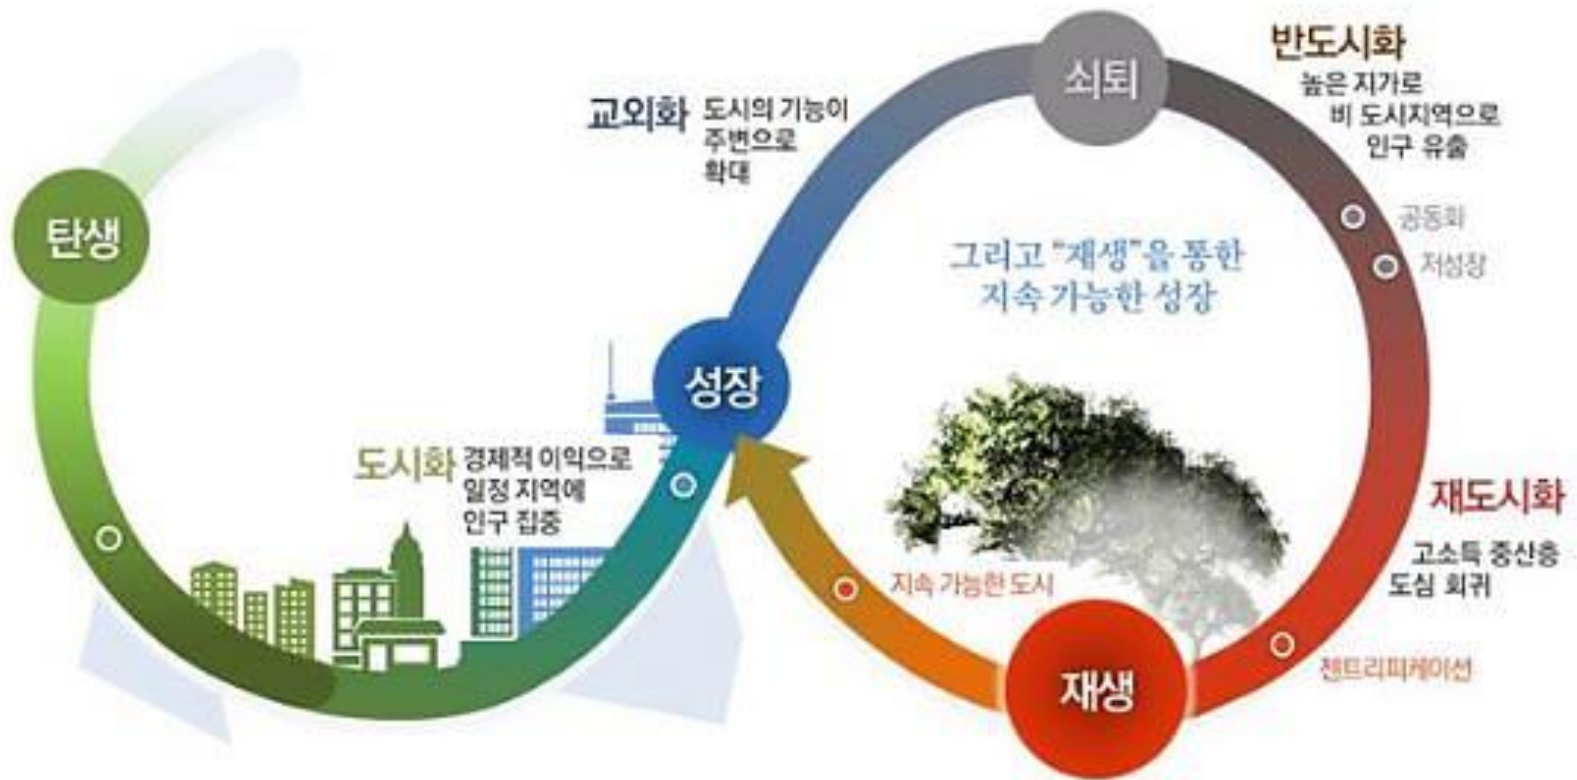 탄생
도시화
경제적 이익으로
일정 지역에
인구 집중
성장
교외화
도시의 기능이
주변으로
확대
쇠퇴
반도시화
높은 지가로
비 도시지역으로
인구 유출
공동화
저성장
그리고 "재생"을 통한
지속 가능한 성장
재도시화
고소득 중산층
도심 회귀
젠트리피케이션
재생
지속 가능한 도시